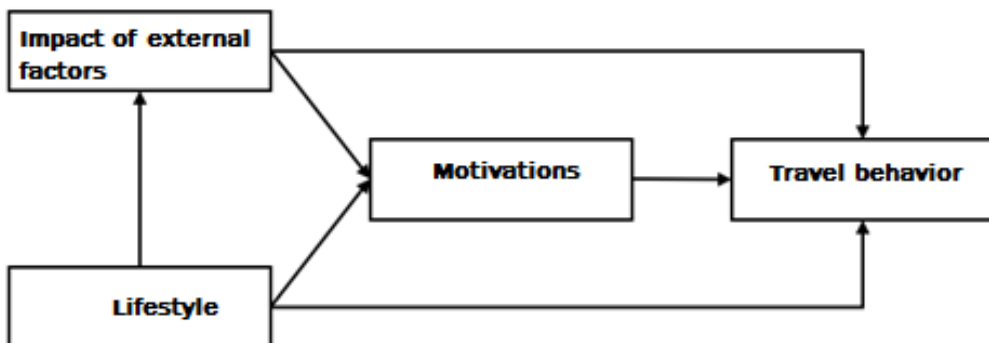 Impact of external
factors
Motivations
Travel behavior
Lifestyle